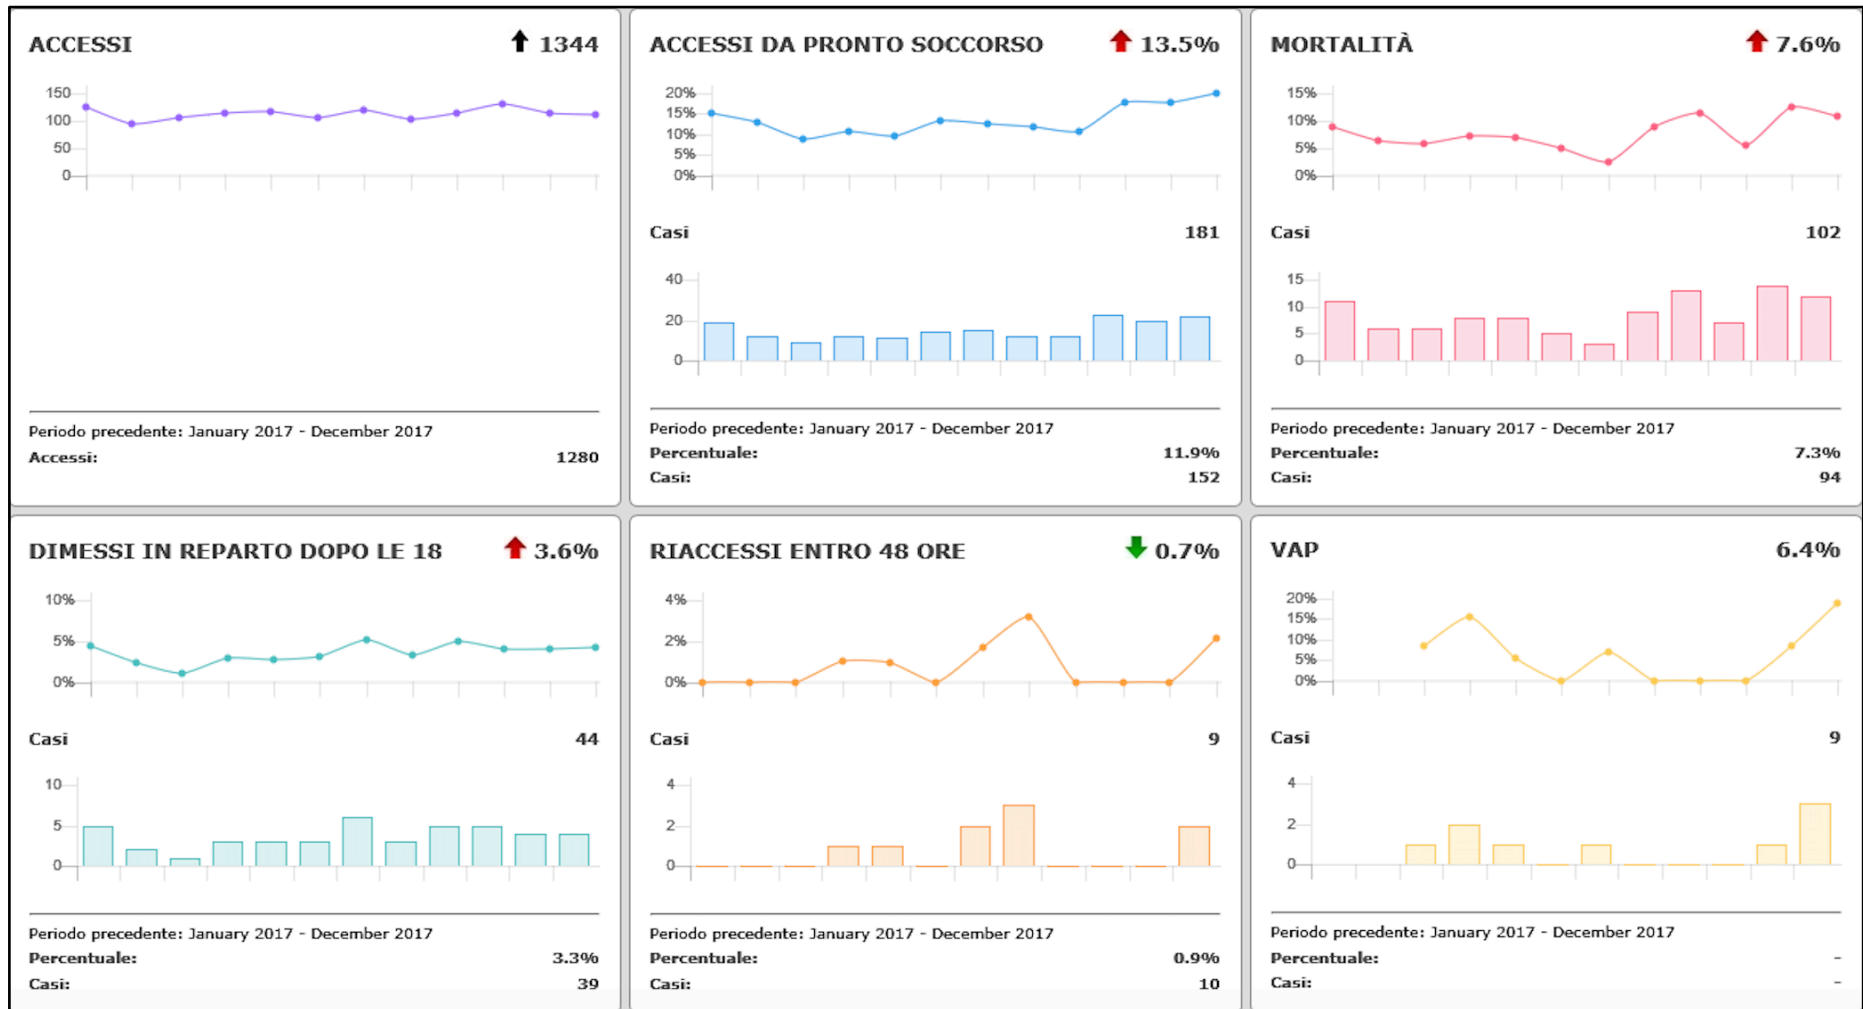 ACCESSI 1344
150
100
50
0
Periodo precedente: January 2017 - December 2017
Accessi: 1280
ACCESSI DA PRONTO SOCCORSO 13.5%
20%
15%
10%
5%
0%
Casi 181
40
20
0
Periodo precedente: January 2017 - December 2017
Percentuale: 11.9%
Casi: 152
MORTALITÀ 7.6%
15%
10%
5%
0%
Casi 102
15
10
5
0
Periodo precedente: January 2017 - December 2017
Percentuale: 7.3%
Casi: 94
DIMESSI IN REPARTO DOPO LE 18 3.6%
10%
5%
0%
Casi 44
10
5
0
Periodo precedente: January 2017 - December 2017
Percentuale: 3.3%
Casi: 39
RIACCESSI ENTRO 48 ORE 0.7%
4%
2%
0%
Casi 9
4
2
0
Periodo precedente: January 2017 - December 2017
Percentuale: 0.9%
Casi: 10
VAP 6.4%
20%
15%
10%
5%
0%
Casi 9
4
2
0
Periodo precedente: January 2017 - December 2017
Percentuale: -
Casi: -